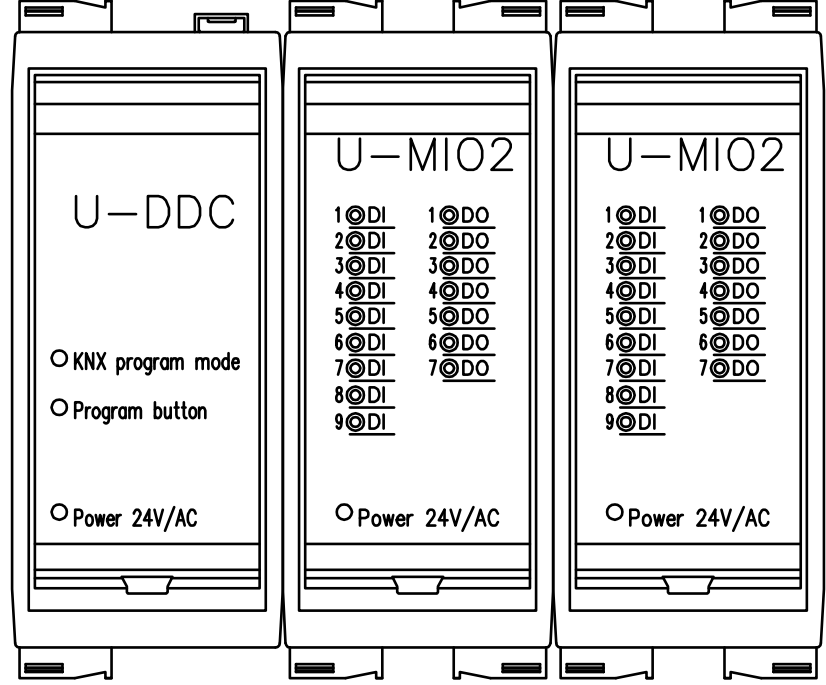 U-DDC
KNX program mode
Program button
Power 24V/AC
U-MIO2
1 DI 1 DO
2 DI 2 DO
3 DI 3 DO
4 DI 4 DO
5 DI 5 DO
6 DI 6 DO
7 DI 7 DO
8 DI
9 DI
Power 24V/AC
U-MIO2
1 DI 1 DO
2 DI 2 DO
3 DI 3 DO
4 DI 4 DO
5 DI 5 DO
6 DI 6 DO
7 DI 7 DO
8 DI
9 DI
Power 24V/AC